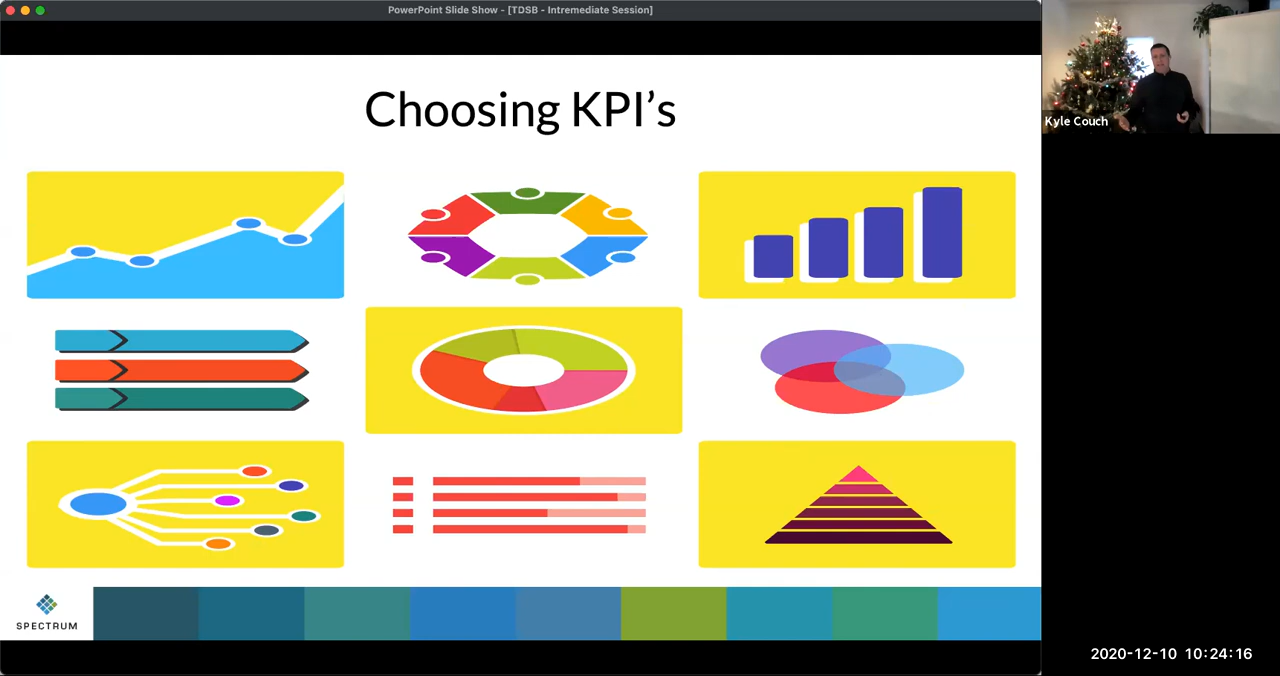 PowerPoint Slide Show - [TDSB - Intremediate Session]
Choosing KPI’s
Kyle Couch
SPECTRUM
2020-12-10 10:24:16